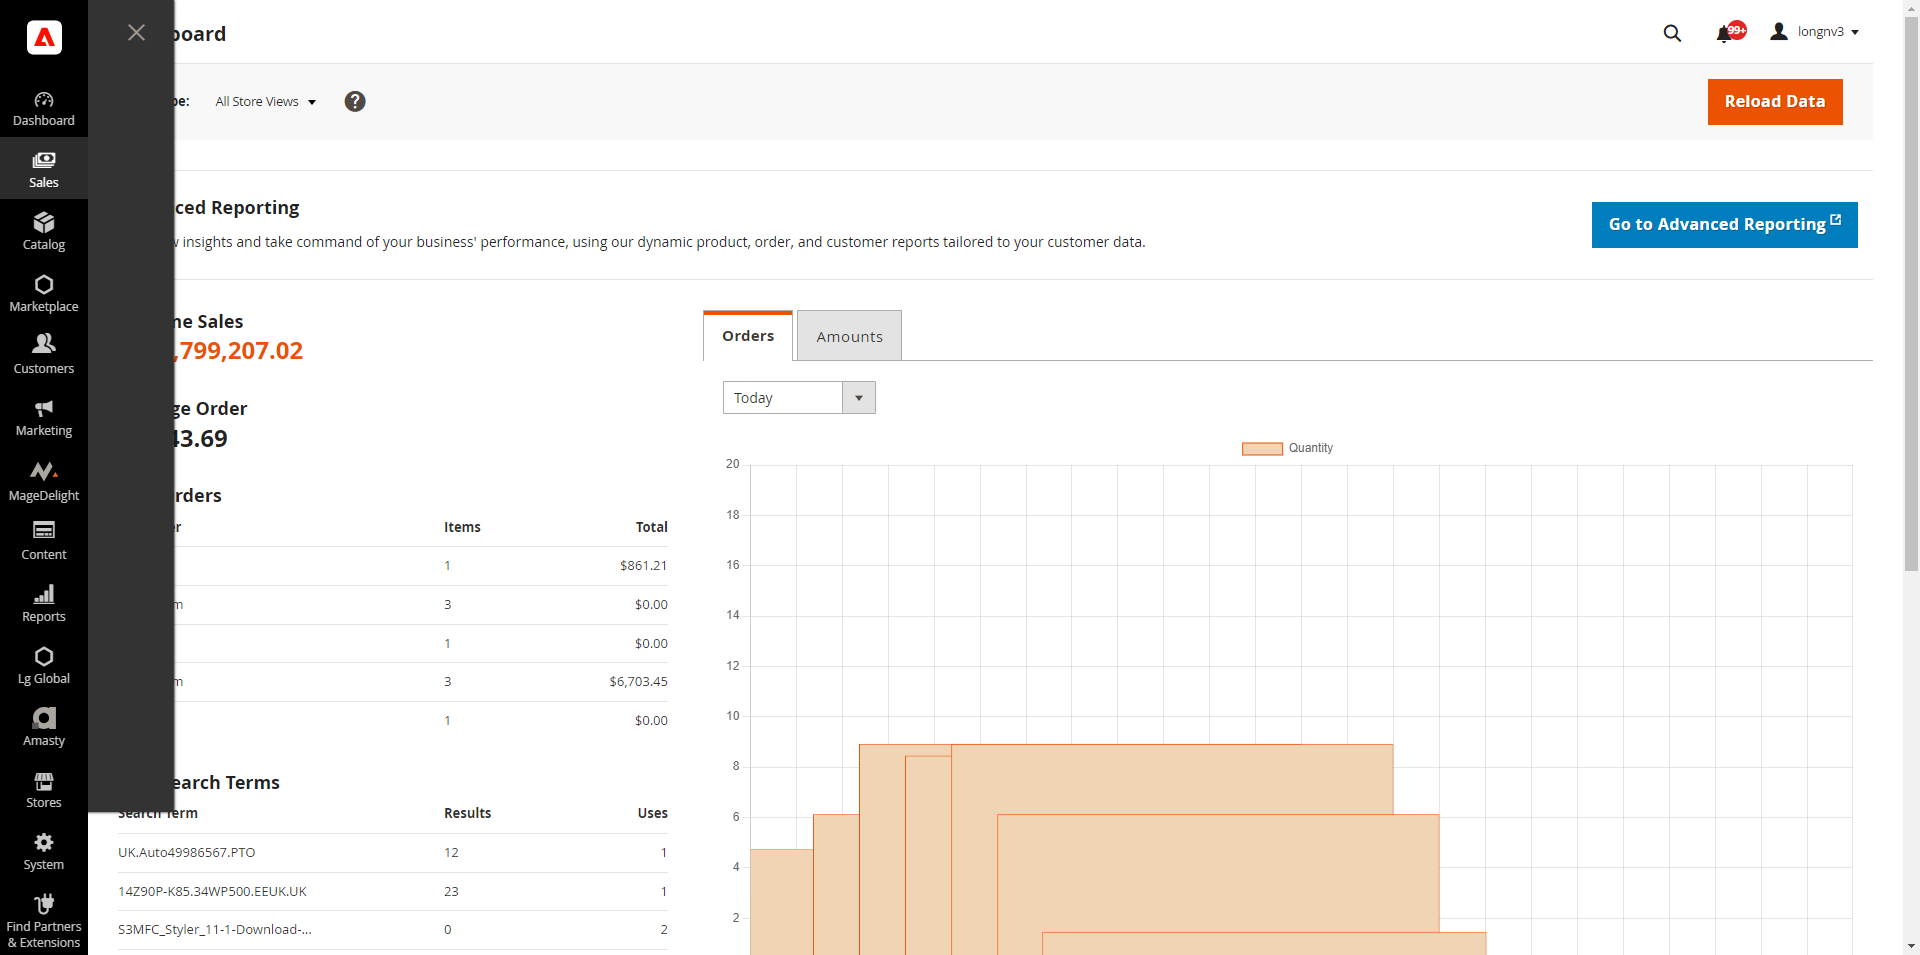 Dashboard
Sales
Catalog
Marketplace
Customers
Marketing
MageDelight
Content
Reports
Lg Global
Amasty
Stores
System
Find Partners
& Extensions
board
99+
longnv3
pe:
All Store Views
?
Reload Data
ced Reporting
w insights and take command of your business' performance, using our dynamic product, order, and customer reports tailored to your customer data.
Go to Advanced Reporting
me Sales
,799,207.02
ge Order
43.69
rders
r Items Total
1 $861.21
m 3 $0.00
1 $0.00
m 3 $6,703.45
1 $0.00
earch Terms
Search Term Results Uses
UK.Auto49986567.PTO 12 1
14Z90P-K85.34WP500.EEUK.UK 23 1
S3MFC_Styler_11-1-Download-... 0 2
Orders
Amounts
Today
Quantity
20
18
16
14
12
10
8
6
4
2